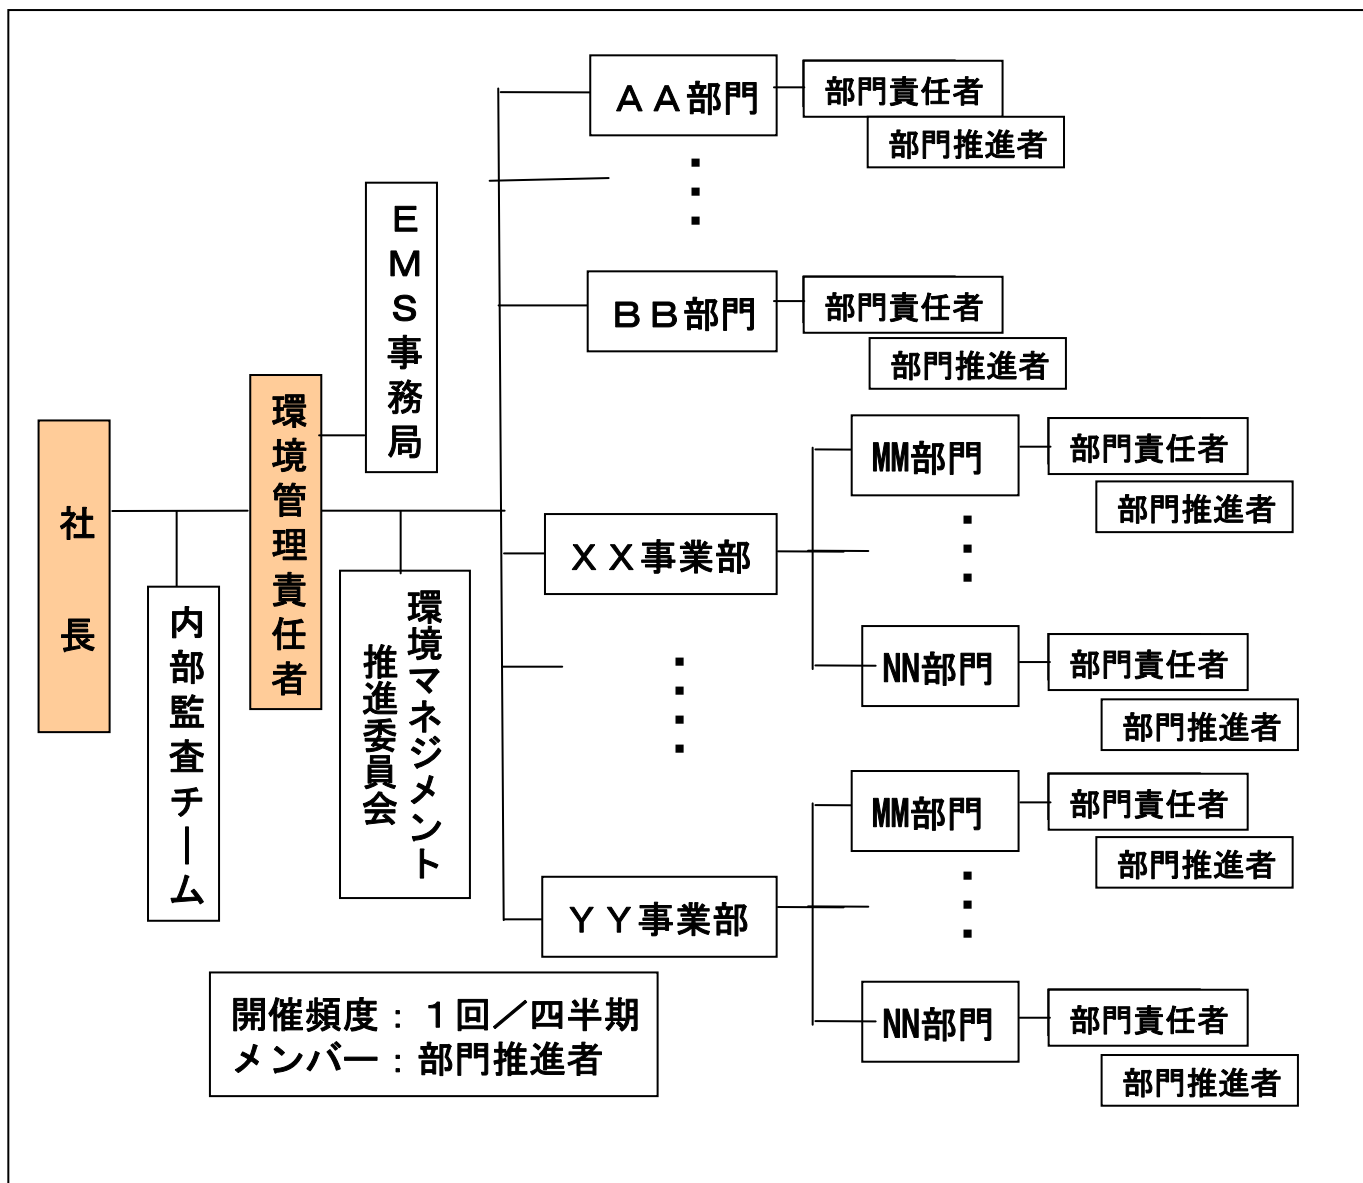 社長
内部監査チーム
環境管理責任者
EMS事務局
環境マネジメント
推進委員会
AA部門
部門責任者
部門推進者
BB部門
部門責任者
部門推進者
XX事業部
MM部門
部門責任者
部門推進者
NN部門
部門責任者
部門推進者
YY事業部
MM部門
部門責任者
部門推進者
NN部門
部門責任者
部門推進者
開催頻度：1回／四半期
メンバー：部門推進者